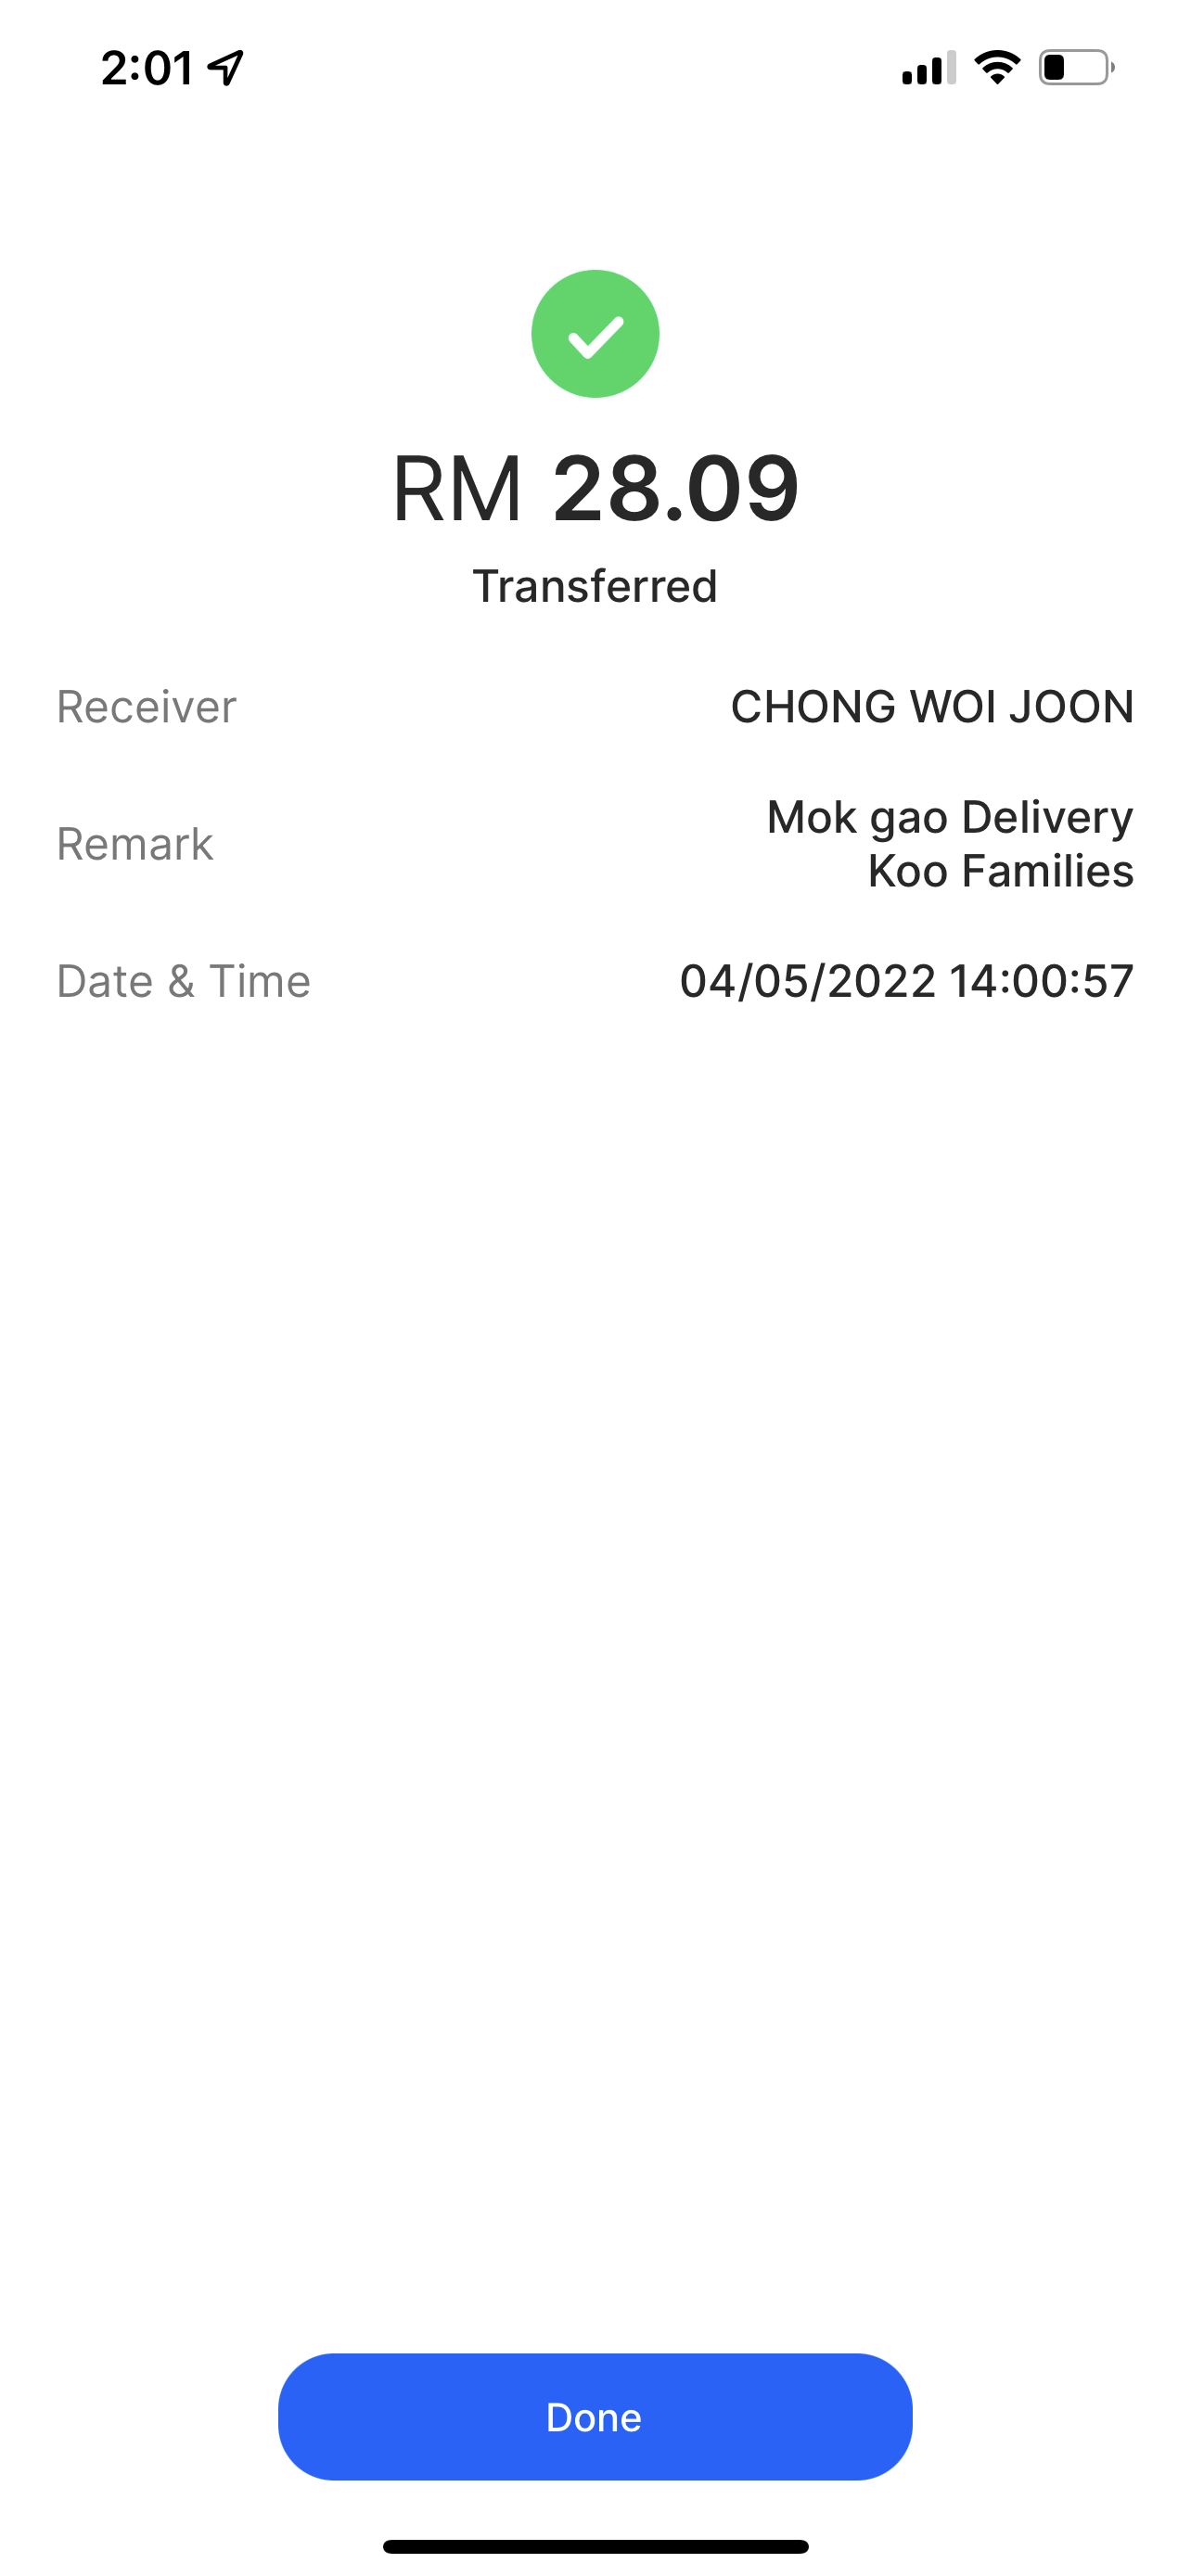 2:01
RM 28.09
Transferred
Receiver CHONG WOI JOON
Remark Mok gao Delivery
Koo Families
Date & Time 04/05/2022 14:00:57
Done